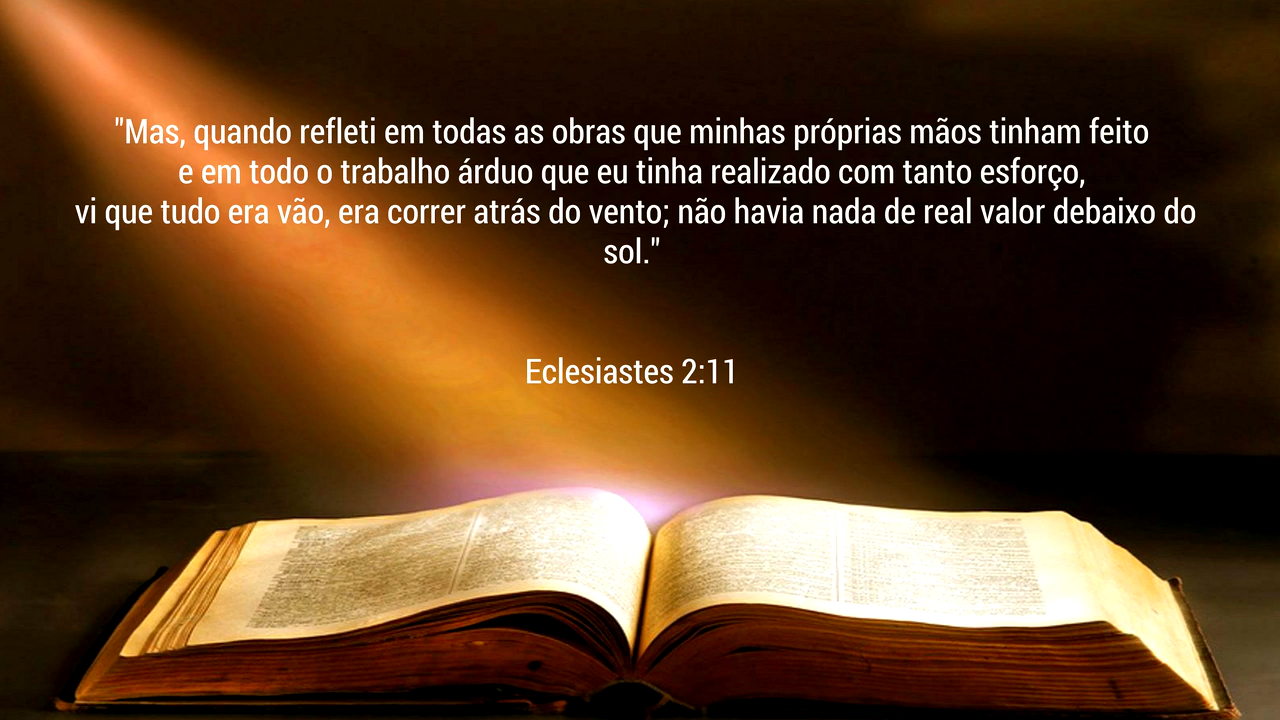 "Mas, quando refleti em todas as obras que minhas próprias mãos tinham feito
e em todo o trabalho árduo que eu tinha realizado com tanto esforço,
vi que tudo era vão, era correr atrás do vento; não havia nada de real valor debaixo do
sol."
Eclesiastes 2:11